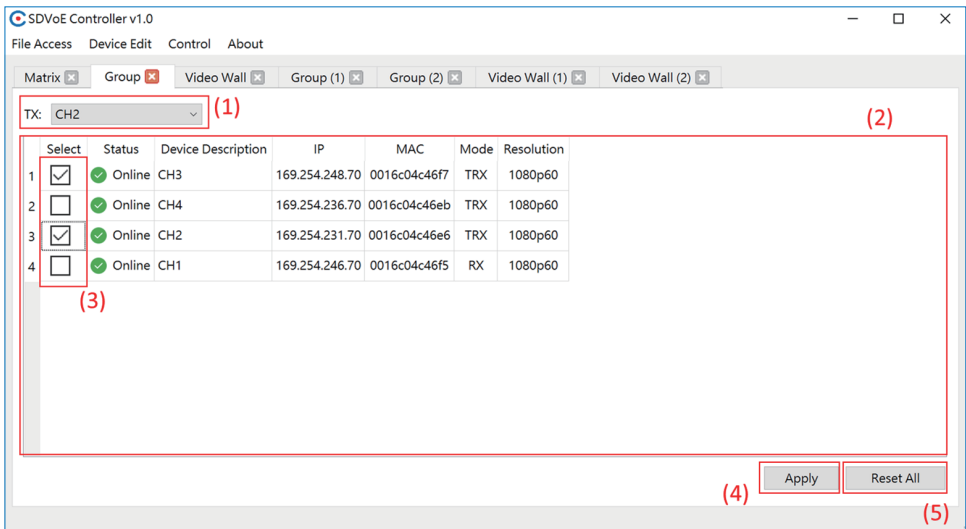 SDVoE Controller v1.0
File Access Device Edit Control About
Matrix Group Video Wall Group (1) Group (2) Video Wall (1) Video Wall (2)
TX: CH2 (1)
(2)
Select Status Device Description IP MAC Mode Resolution
1 Online CH3 169.254.248.70 0016c04c46f7 TRX 1080p60
2 Online CH4 169.254.236.70 0016c04c46eb TRX 1080p60
3 Online CH2 169.254.231.70 0016c04c46e6 TRX 1080p60
4 Online CH1 169.254.246.70 0016c04c46f5 RX 1080p60
(3)
Apply Reset All
(4)
(5)